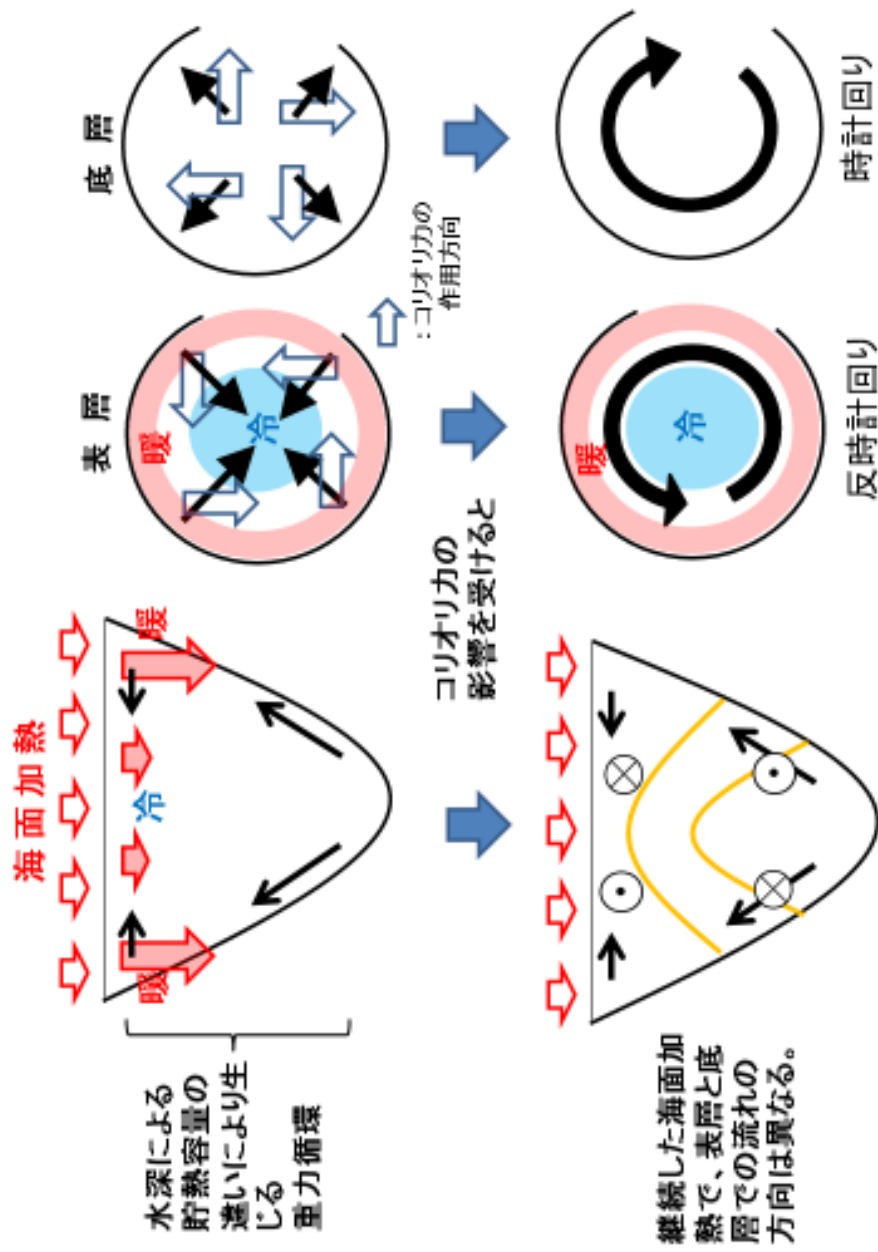 海面加熱
暖
冷
暖
水深による
貯熱容量の
違いにより生
じる
重力循環
表 層
暖
冷
底 層
：コリオリ力の
作用方向
コリオリ力の
影響を受けると
継続した海面加
熱で、表層と底
層での流れの
方向は異なる。
暖
冷
反時計回り
時計回り